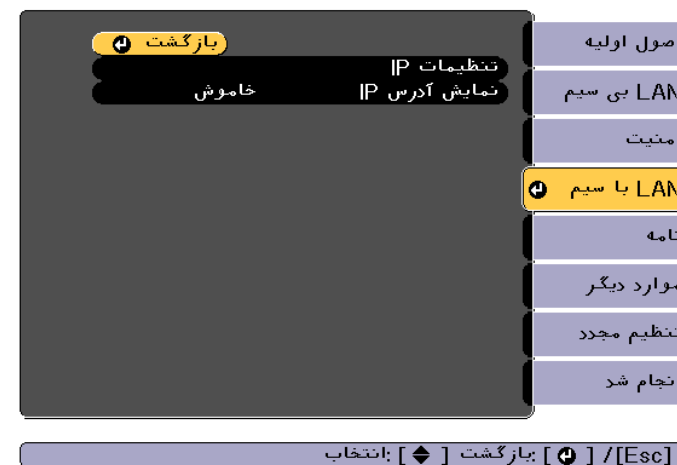 بازگشت
تنظیمات IP
نمایش آدرس IP خاموش
صول اولیه
LAN بی سیم
منیت
LAN با سیم
نامه
موارد دیگر
تنظیم مجدد
نجام شد
[Esc]/ [ ] :بازگشت [ ] :انتخاب